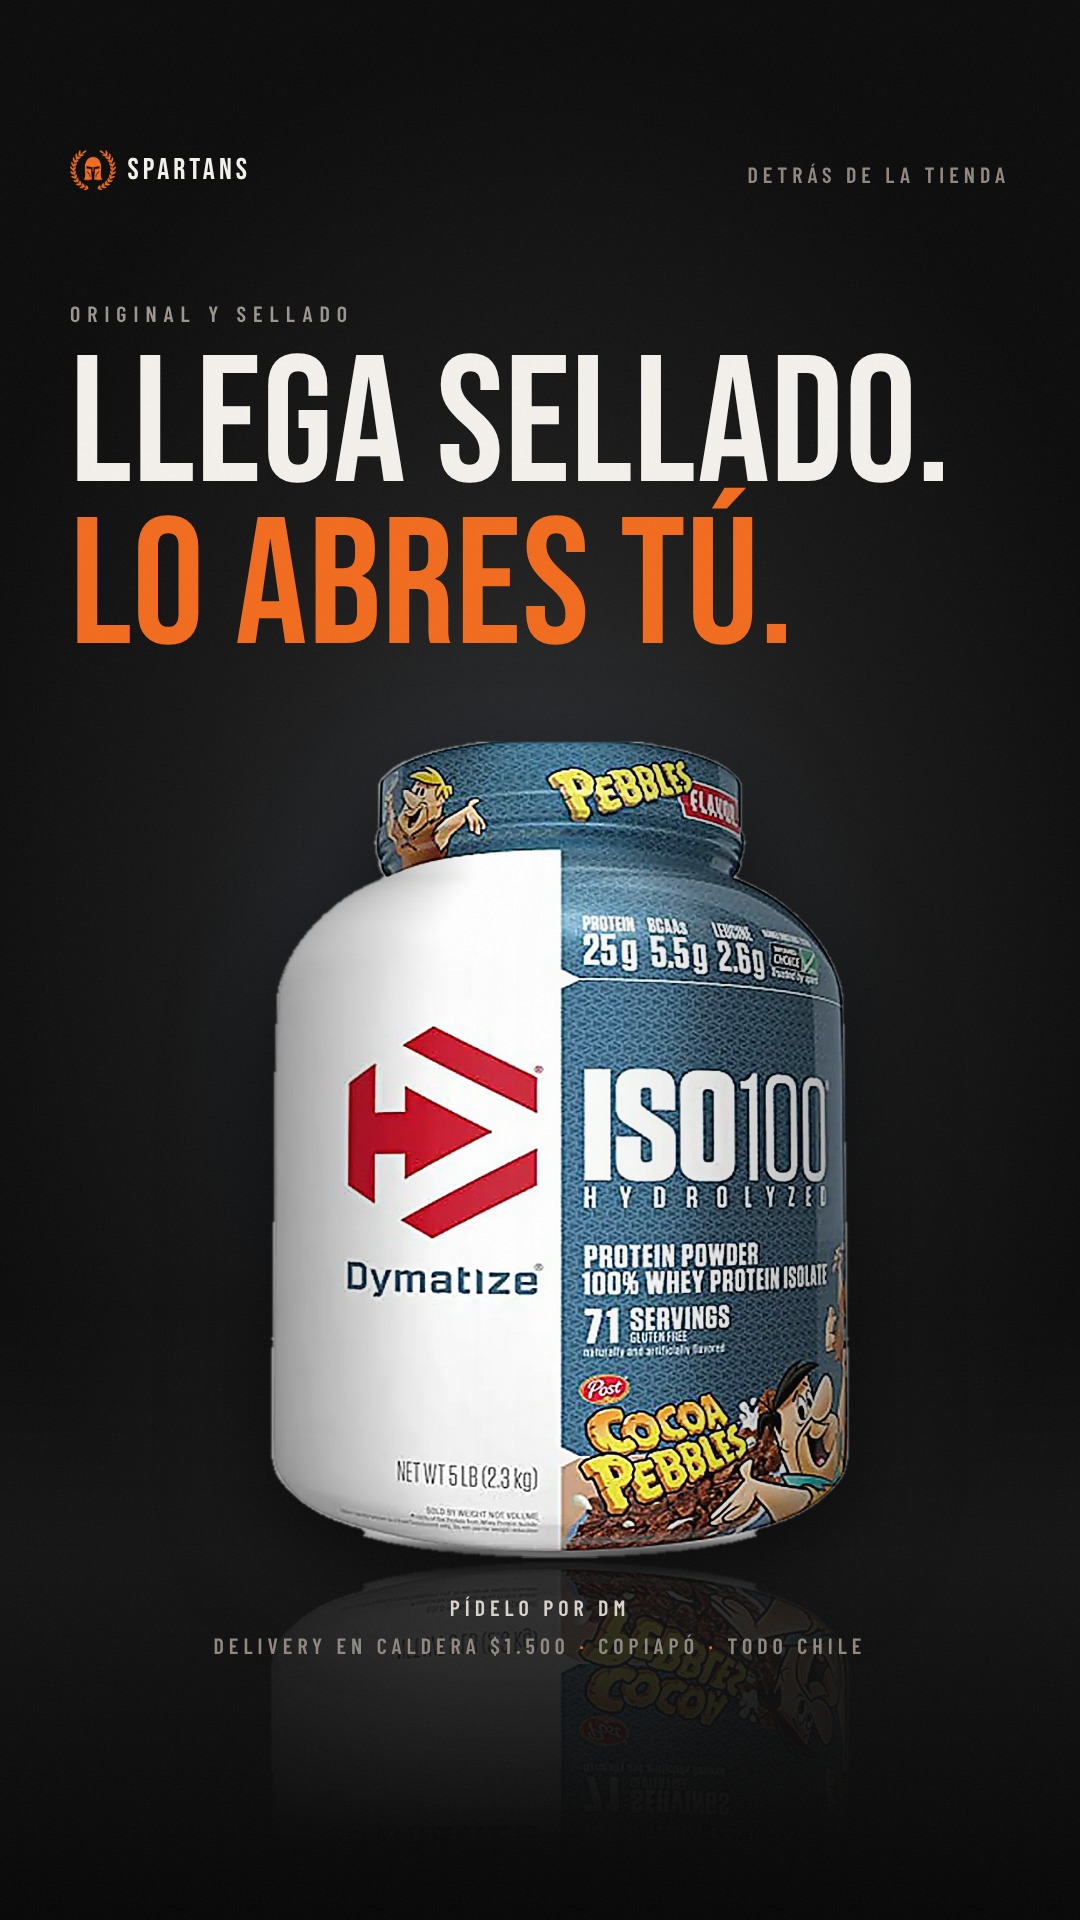 SPARTANS
DETRÁS DE LA TIENDA
ORIGINAL Y SELLADO
LLEGA SELLADO.
LO ABRES TÚ.
PEBBLES
FLAVOR
PROTEIN BCAAs LEUCINE
25g 5.5g 2.6g
CHOICE
ISO100
HYDROLYZED
Dymatize
PROTEIN POWDER
100% WHEY PROTEIN ISOLATE
71 SERVINGS
GLUTEN FREE
naturally and artificially flavored
Post
COCOA
PEBBLES
NET WT 5 LB (2.3 kg)
SOLD BY WEIGHT NOT VOLUME
PÍDELO POR DM
DELIVERY EN CALDERA $1.500 · COPIAPÓ · TODO CHILE